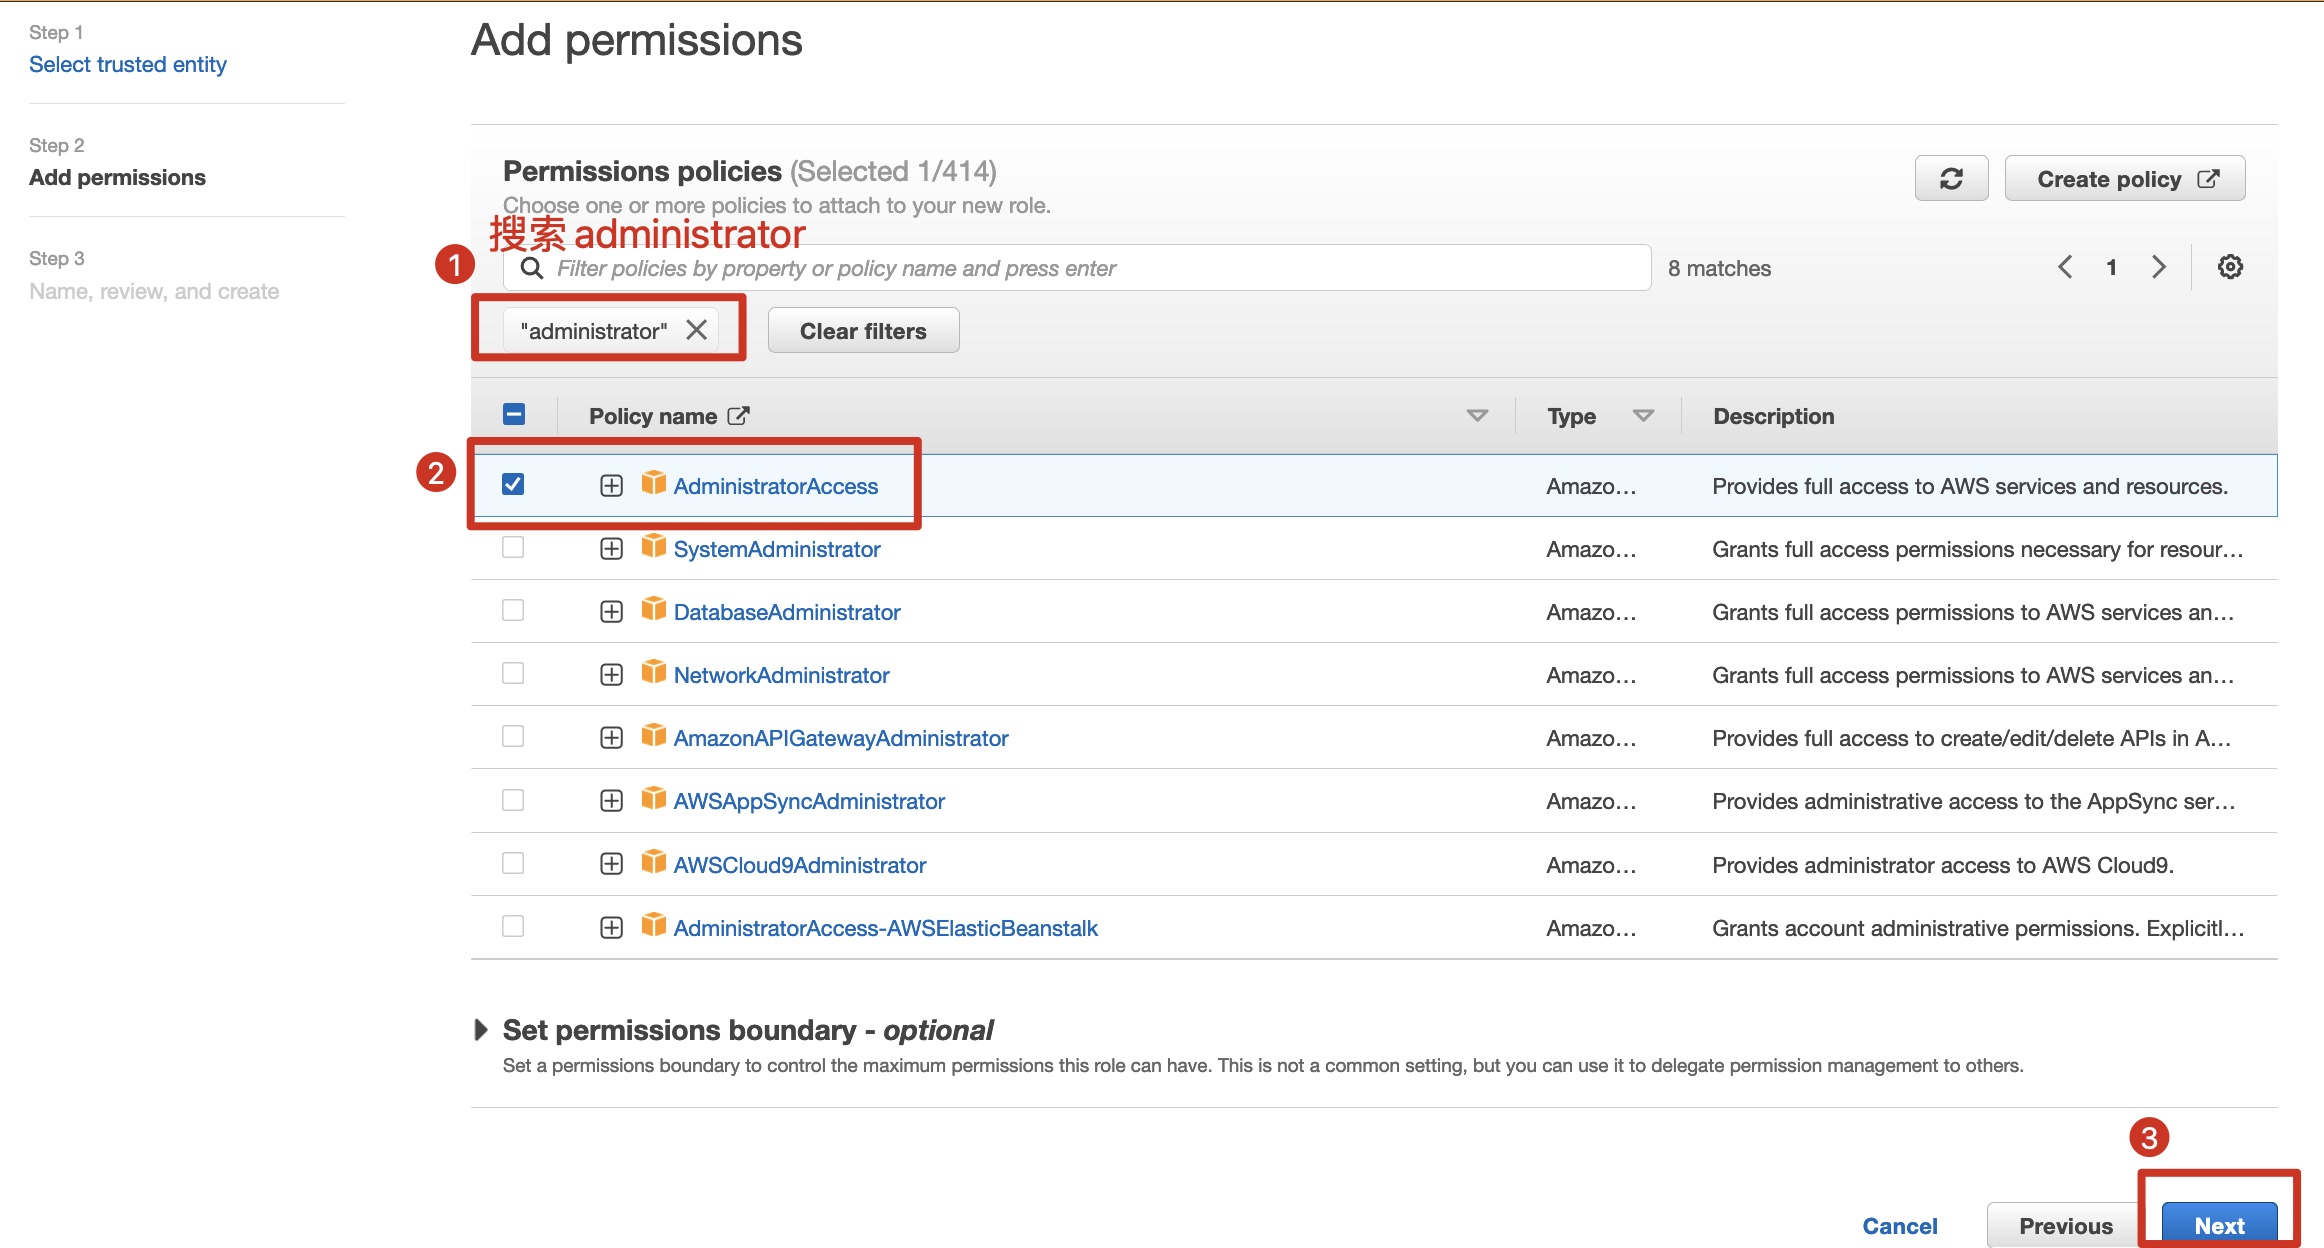 Step 1
Select trusted entity
Step 2
Add permissions
Step 3
Name, review, and create
Add permissions
Permissions policies (Selected 1/414)
Choose one or more policies to attach to your new role.
Create policy
搜索 administrator
1
Filter policies by property or policy name and press enter
8 matches
1
"administrator"
Clear filters
Policy name Type Description
2
AdministratorAccess Amazo... Provides full access to AWS services and resources.
SystemAdministrator Amazo... Grants full access permissions necessary for resour...
DatabaseAdministrator Amazo... Grants full access permissions to AWS services an...
NetworkAdministrator Amazo... Grants full access permissions to AWS services an...
AmazonAPIGatewayAdministrator Amazo... Provides full access to create/edit/delete APIs in A...
AWSAppSyncAdministrator Amazo... Provides administrative access to the AppSync ser...
AWSCloud9Administrator Amazo... Provides administrator access to AWS Cloud9.
AdministratorAccess-AWSElasticBeanstalk Amazo... Grants account administrative permissions. Explicitl...
Set permissions boundary - optional
Set a permissions boundary to control the maximum permissions this role can have. This is not a common setting, but you can use it to delegate permission management to others.
3
Cancel
Previous
Next